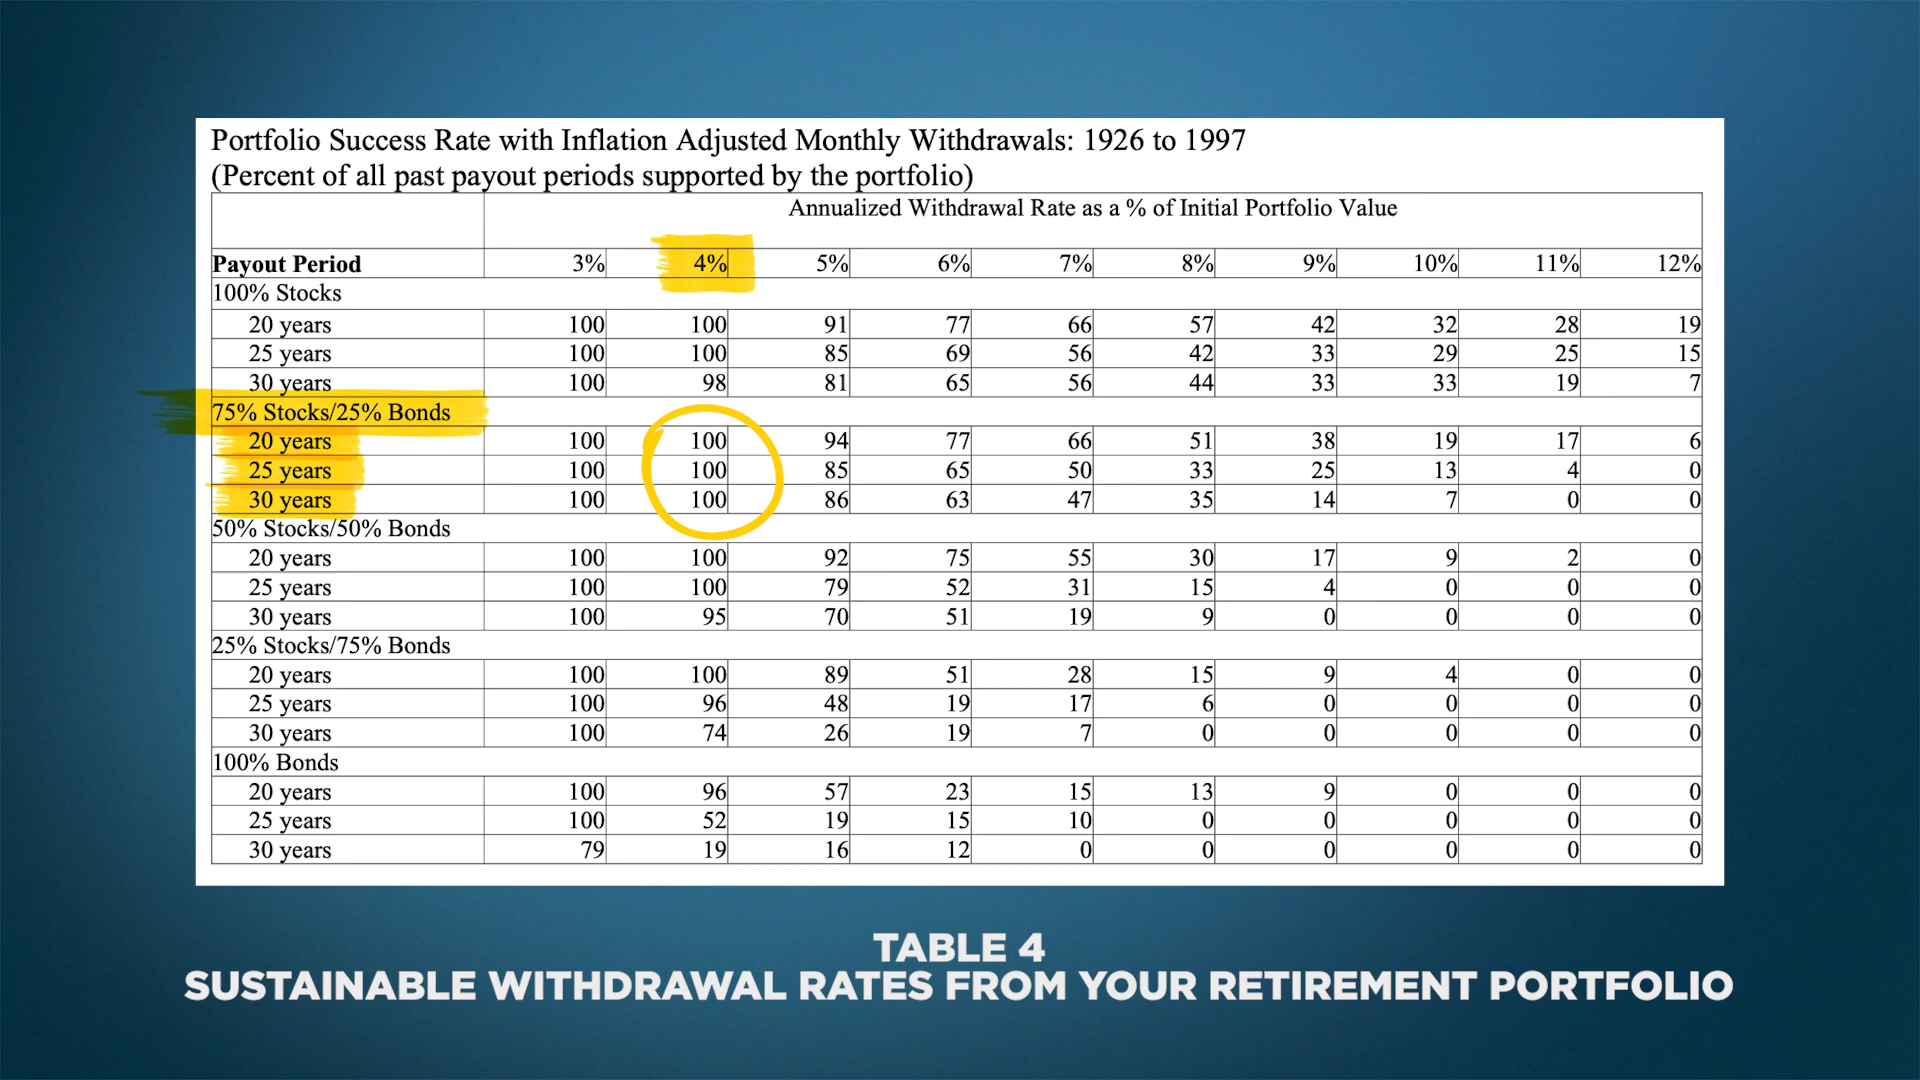 Portfolio Success Rate with Inflation Adjusted Monthly Withdrawals: 1926 to 1997
(Percent of all past payout periods supported by the portfolio)
Annualized Withdrawal Rate as a % of Initial Portfolio Value
Payout Period 3% 4% 5% 6% 7% 8% 9% 10% 11% 12%
100% Stocks
20 years 100 100 91 77 66 57 42 32 28 19
25 years 100 100 85 69 56 42 33 29 25 15
30 years 100 98 81 65 56 44 33 33 19 7
75% Stocks/25% Bonds
20 years 100 100 94 77 66 51 38 19 17 6
25 years 100 100 85 65 50 33 25 13 4 0
30 years 100 100 86 63 47 35 14 7 0 0
50% Stocks/50% Bonds
20 years 100 100 92 75 55 30 17 9 2 0
25 years 100 100 79 52 31 15 4 0 0 0
30 years 100 95 70 51 19 9 0 0 0 0
25% Stocks/75% Bonds
20 years 100 100 89 51 28 15 9 4 0 0
25 years 100 96 48 19 17 6 0 0 0 0
30 years 100 74 26 19 7 0 0 0 0 0
100% Bonds
20 years 100 96 57 23 15 13 9 0 0 0
25 years 100 52 19 15 10 0 0 0 0 0
30 years 79 19 16 12 0 0 0 0 0 0
TABLE 4
SUSTAINABLE WITHDRAWAL RATES FROM YOUR RETIREMENT PORTFOLIO